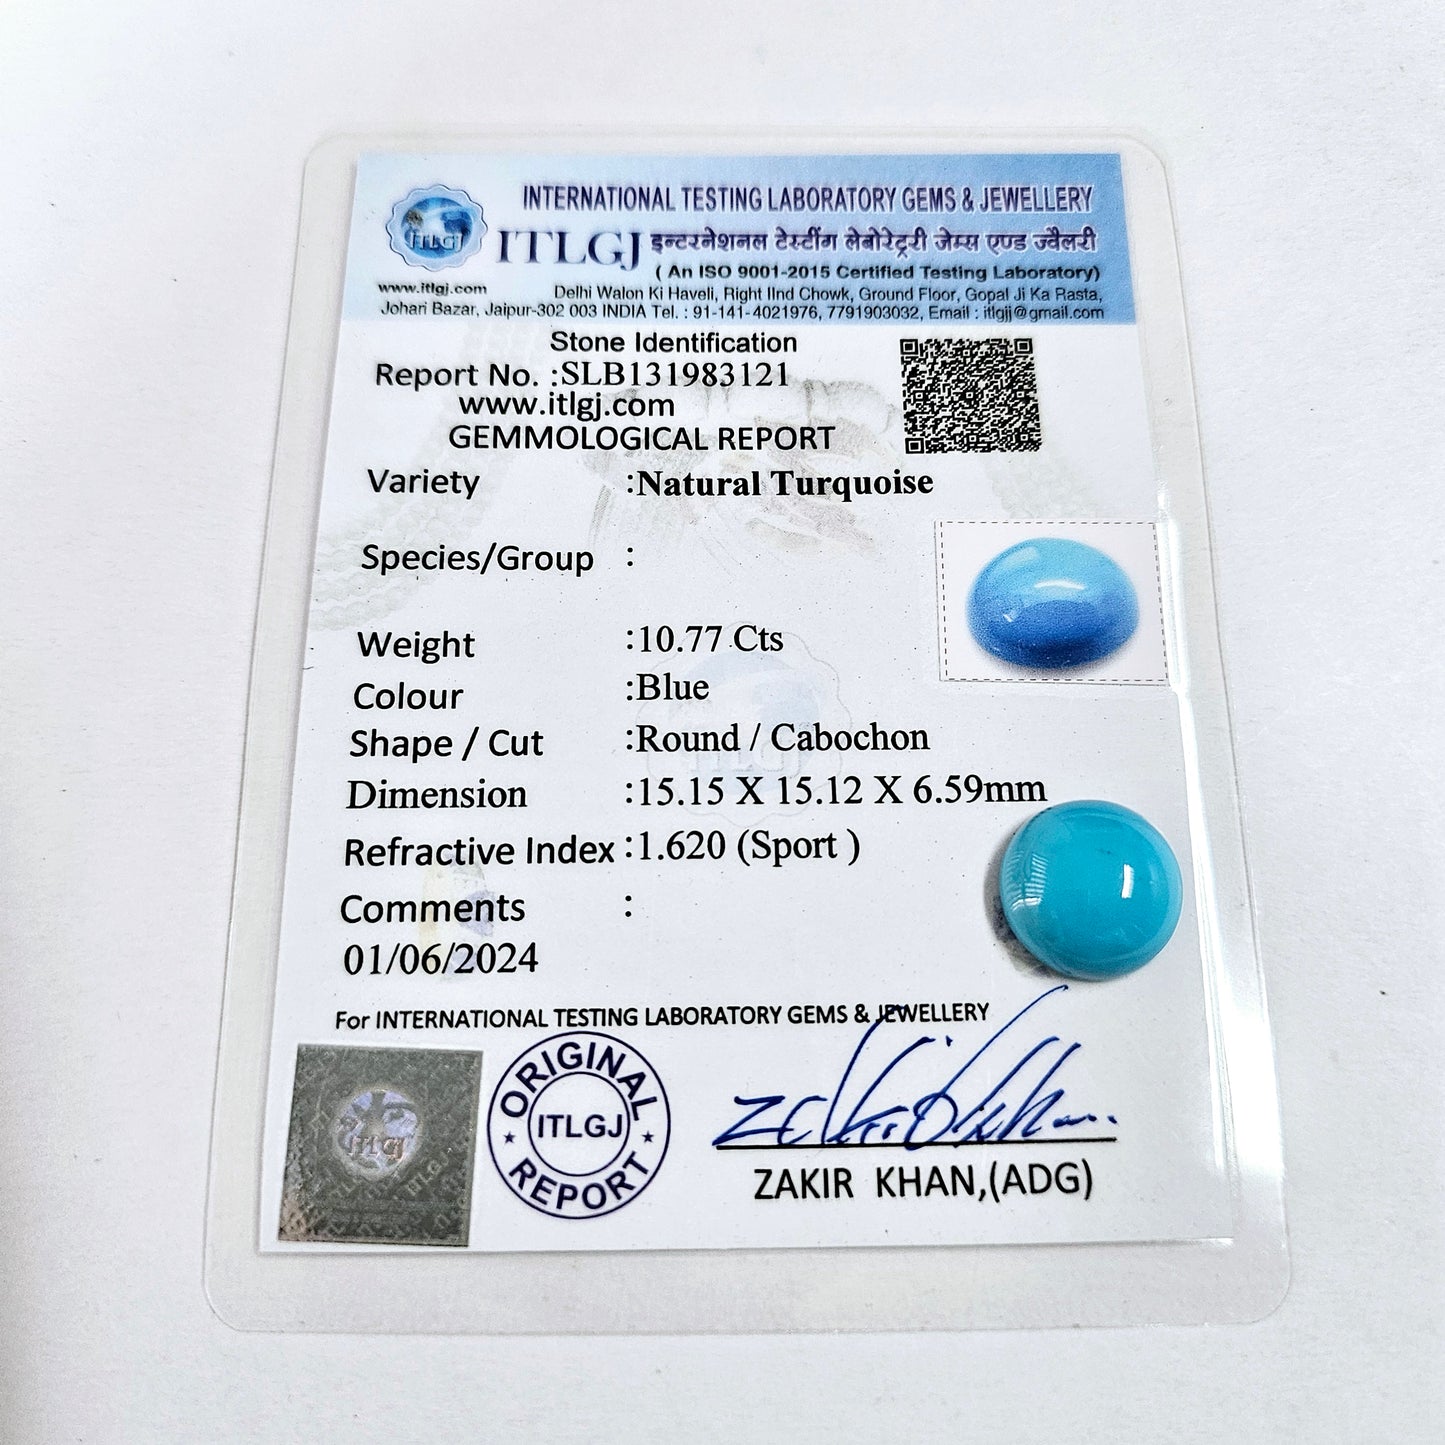 INTERNATIONAL TESTING LABORATORY GEMS & JEWELLERY
ITLGJ
ITLGJ इन्टरनेशनल टेस्टींग लेबोरेट्री जेम्स एण्ड ज्वैलरी
( An ISO 9001-2015 Certified Testing Laboratory)
www.itlgj.com Delhi Walon Ki Haveli, Right IInd Chowk, Ground Floor, Gopal Ji Ka Rasta,
Johari Bazar, Jaipur-302 003 INDIA Tel. : 91-141-4021976, 7791903032, Email : itlgjj@gmail.com
Stone Identification
Report No. :SLB131983121
www.itlgj.com
GEMMOLOGICAL REPORT
Variety :Natural Turquoise
Species/Group :
Weight :10.77 Cts
Colour :Blue
Shape / Cut :Round / Cabochon
ITLGJ
Dimension :15.15 X 15.12 X 6.59mm
Refractive Index :1.620 (Sport )
Comments :
01/06/2024
For INTERNATIONAL TESTING LABORATORY GEMS & JEWELLERY
ITLGJ
ORIGINAL
ITLGJ
REPORT
ZAKIR KHAN,(ADG)